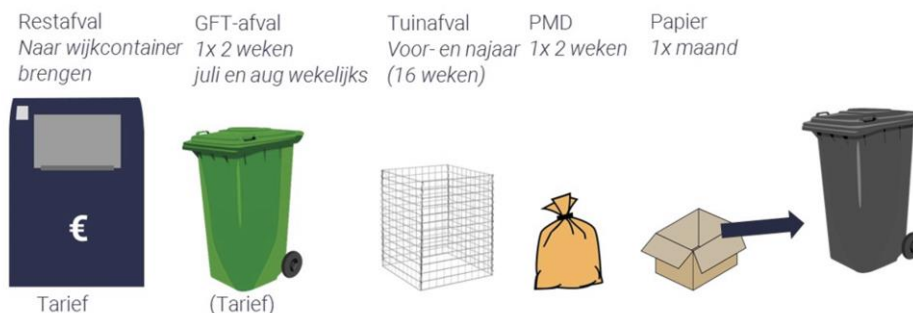 Restafval
Naar wijkcontainer
brengen
€
Tarief
GFT-afval
1x 2 weken
juli en aug wekelijks
(Tarief)
Tuinafval
Voor- en najaar
(16 weken)
PMD
1x 2 weken
Papier
1x maand